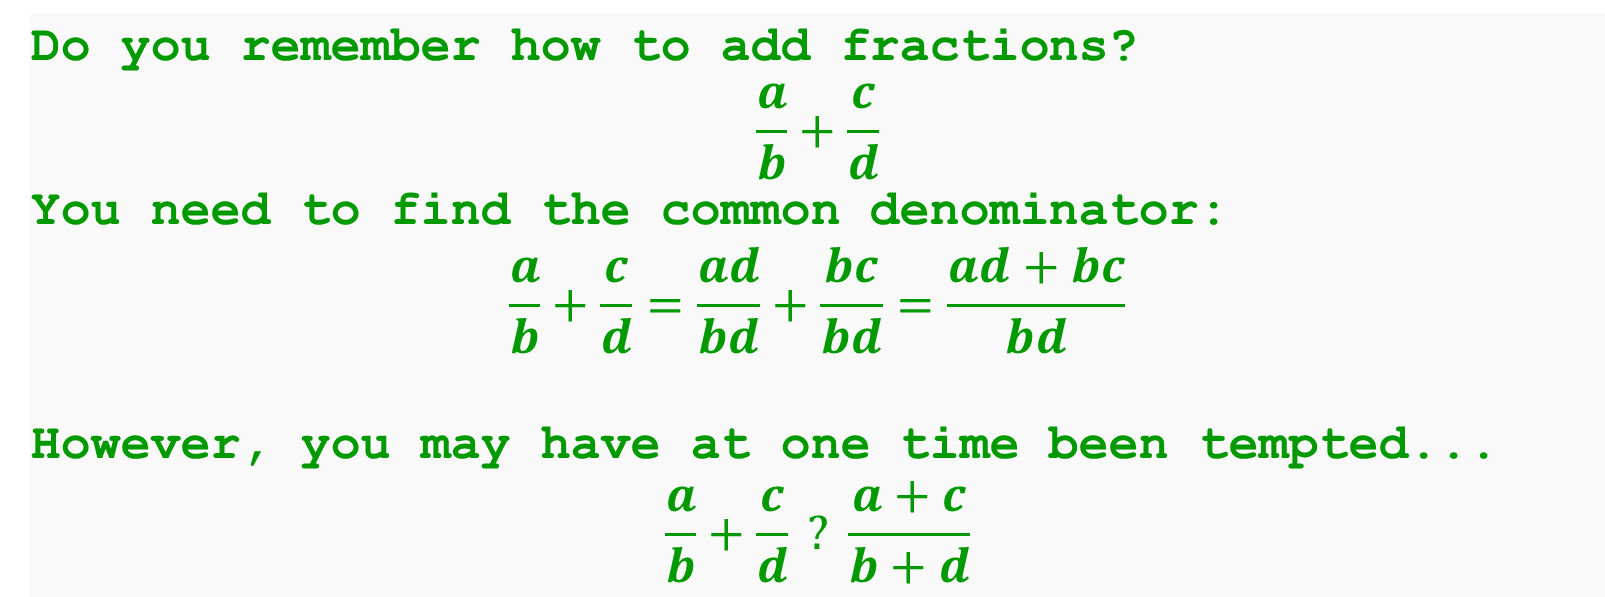 Do you remember how to add fractions?
a/b + c/d
You need to find the common denominator:
a/b + c/d = ad/bd + bc/bd = (ad + bc)/bd
However, you may have at one time been tempted...
a/b + c/d ? (a + c)/(b + d)